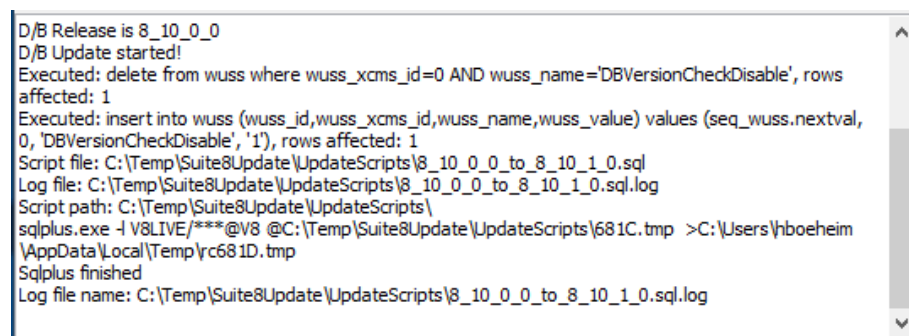 D/B Release is 8_10_0_0
D/B Update started!
Executed: delete from wuss where wuss_xcms_id=0 AND wuss_name='DBVersionCheckDisable', rows
affected: 1
Executed: insert into wuss (wuss_id,wuss_xcms_id,wuss_name,wuss_value) values (seq_wuss.nextval,
0, 'DBVersionCheckDisable', '1'), rows affected: 1
Script file: C:\Temp\Suite8Update\UpdateScripts\8_10_0_0_to_8_10_1_0.sql
Log file: C:\Temp\Suite8Update\UpdateScripts\8_10_0_0_to_8_10_1_0.sql.log
Script path: C:\Temp\Suite8Update\UpdateScripts\
sqlplus.exe -l V8LIVE/***@V8 @C:\Temp\Suite8Update\UpdateScripts\681C.tmp  >C:\Users\hboeheim
\AppData\Local\Temp\rc681D.tmp
Sqlplus finished
Log file name: C:\Temp\Suite8Update\UpdateScripts\8_10_0_0_to_8_10_1_0.sql.log